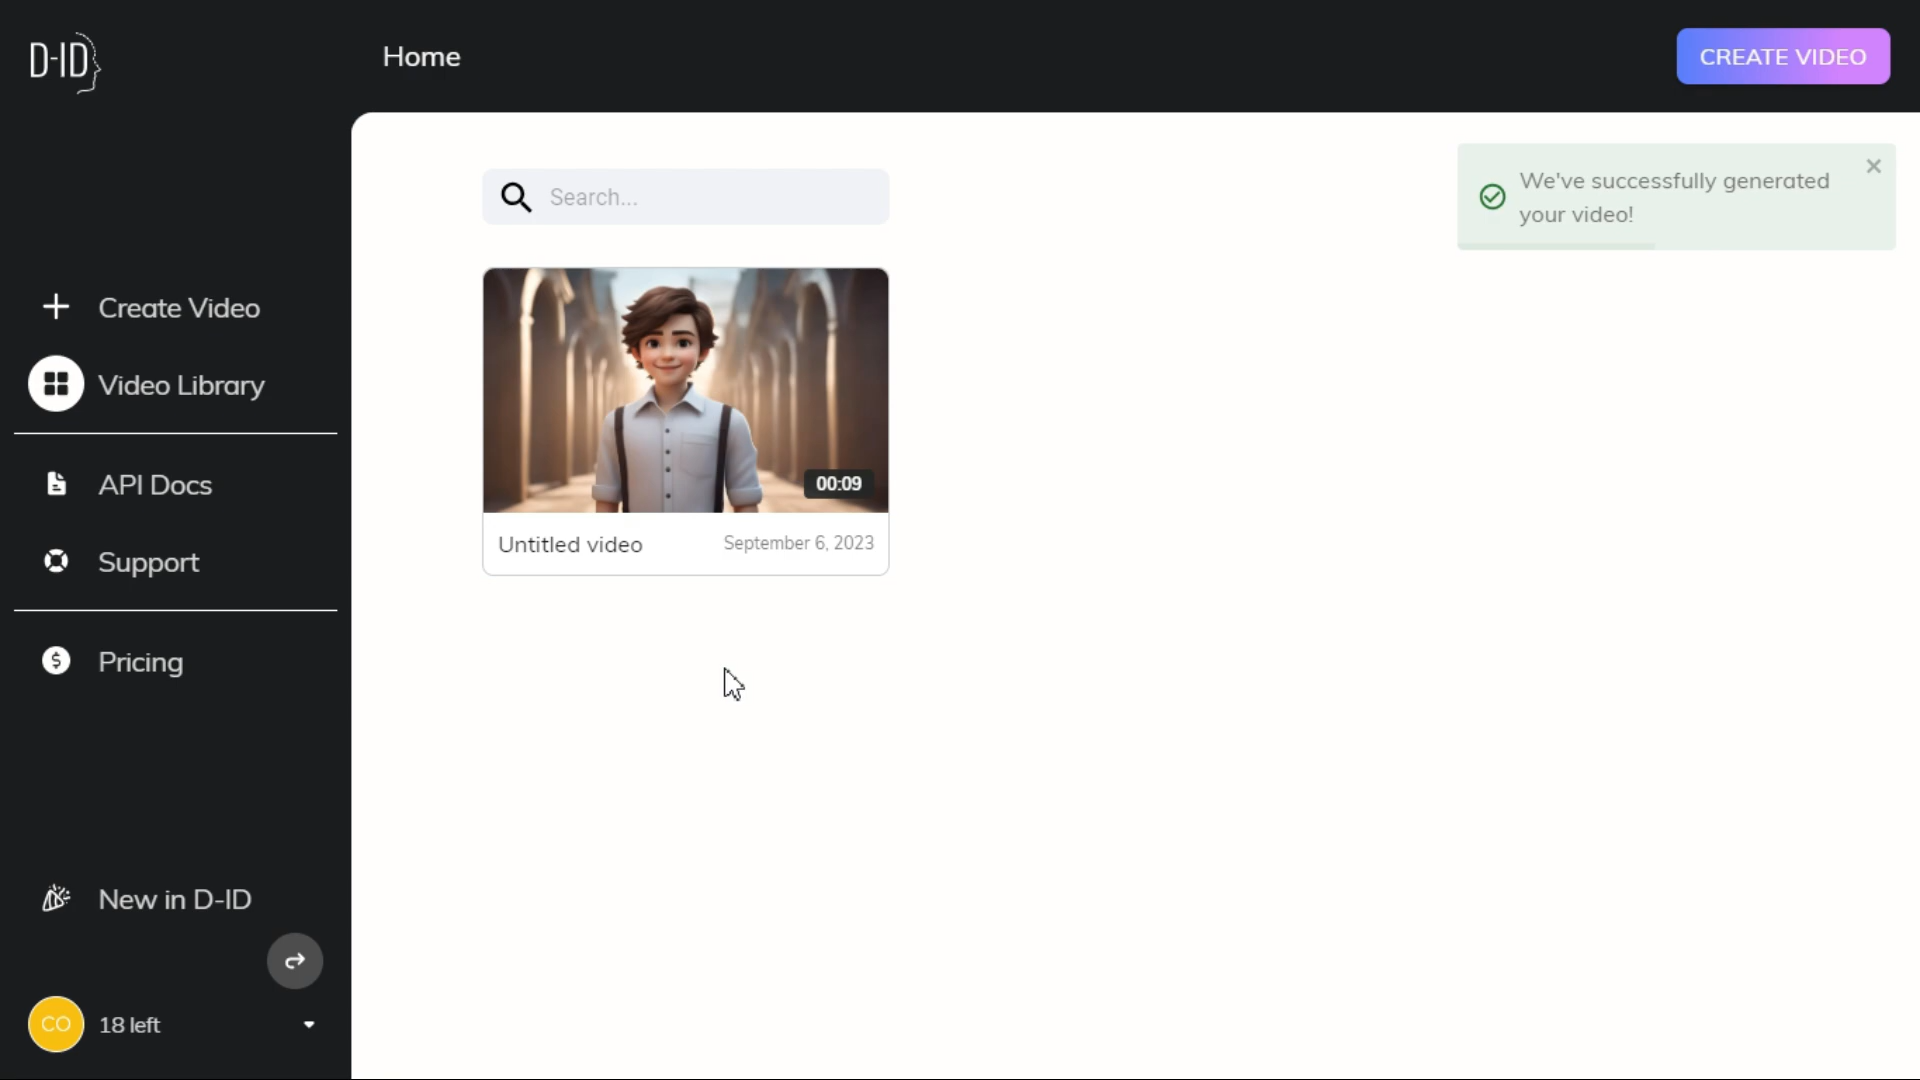 D-ID
Home
CREATE VIDEO
Search...
We've successfully generated
your video!
Create Video
Video Library
00:09
Untitled video
September 6, 2023
API Docs
Support
$
Pricing
New in D-ID
CO
18 left